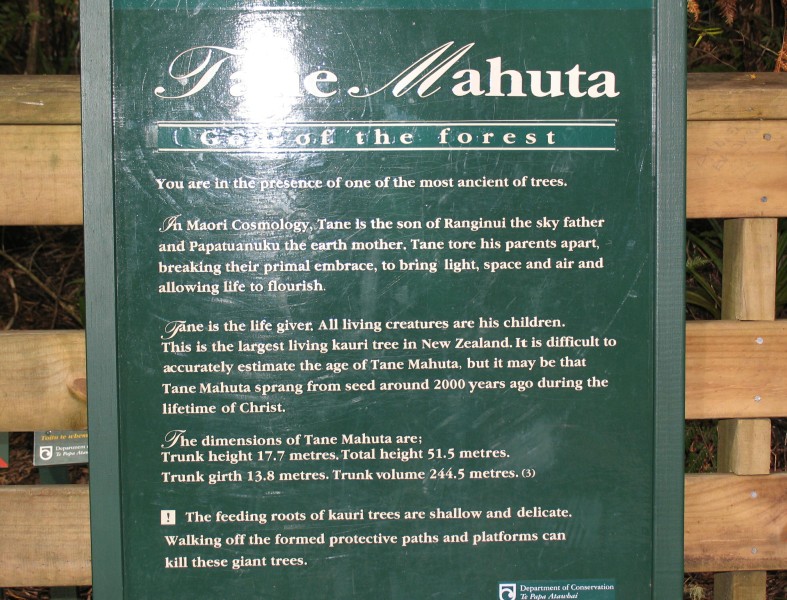 Tane Mahuta
God of the forest
You are in the presence of one of the most ancient of trees.
In Maori Cosmology, Tane is the son of Ranginui the sky father
and Papatuanuku the earth mother. Tane tore his parents apart,
breaking their primal embrace, to bring light, space and air and
allowing life to flourish.
Tane is the life giver. All living creatures are his children.
This is the largest living kauri tree in New Zealand. It is difficult to
accurately estimate the age of Tane Mahuta, but it may be that
Tane Mahuta sprang from seed around 2000 years ago during the
lifetime of Christ.
The dimensions of Tane Mahuta are;
Trunk height 17.7 metres. Total height 51.5 metres.
Trunk girth 13.8 metres. Trunk volume 244.5 metres. (3)
! The feeding roots of kauri trees are shallow and delicate.
Walking off the formed protective paths and platforms can
kill these giant trees.
Department of Conservation
Te Papa Atawhai
Department
Te Papa Ataw